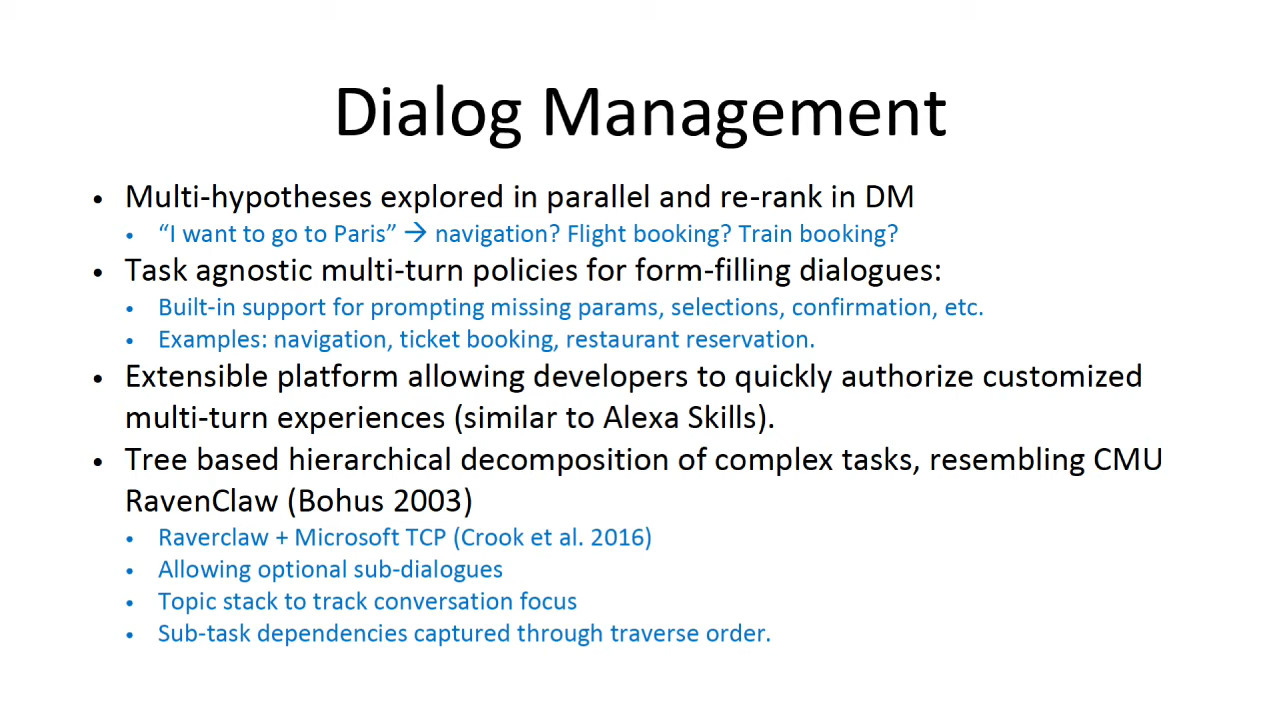 Dialog Management
• Multi-hypotheses explored in parallel and re-rank in DM
• “I want to go to Paris” → navigation? Flight booking? Train booking?
• Task agnostic multi-turn policies for form-filling dialogues:
• Built-in support for prompting missing params, selections, confirmation, etc.
• Examples: navigation, ticket booking, restaurant reservation.
• Extensible platform allowing developers to quickly authorize customized
multi-turn experiences (similar to Alexa Skills).
• Tree based hierarchical decomposition of complex tasks, resembling CMU
RavenClaw (Bohus 2003)
• Raverclaw + Microsoft TCP (Crook et al. 2016)
• Allowing optional sub-dialogues
• Topic stack to track conversation focus
• Sub-task dependencies captured through traverse order.